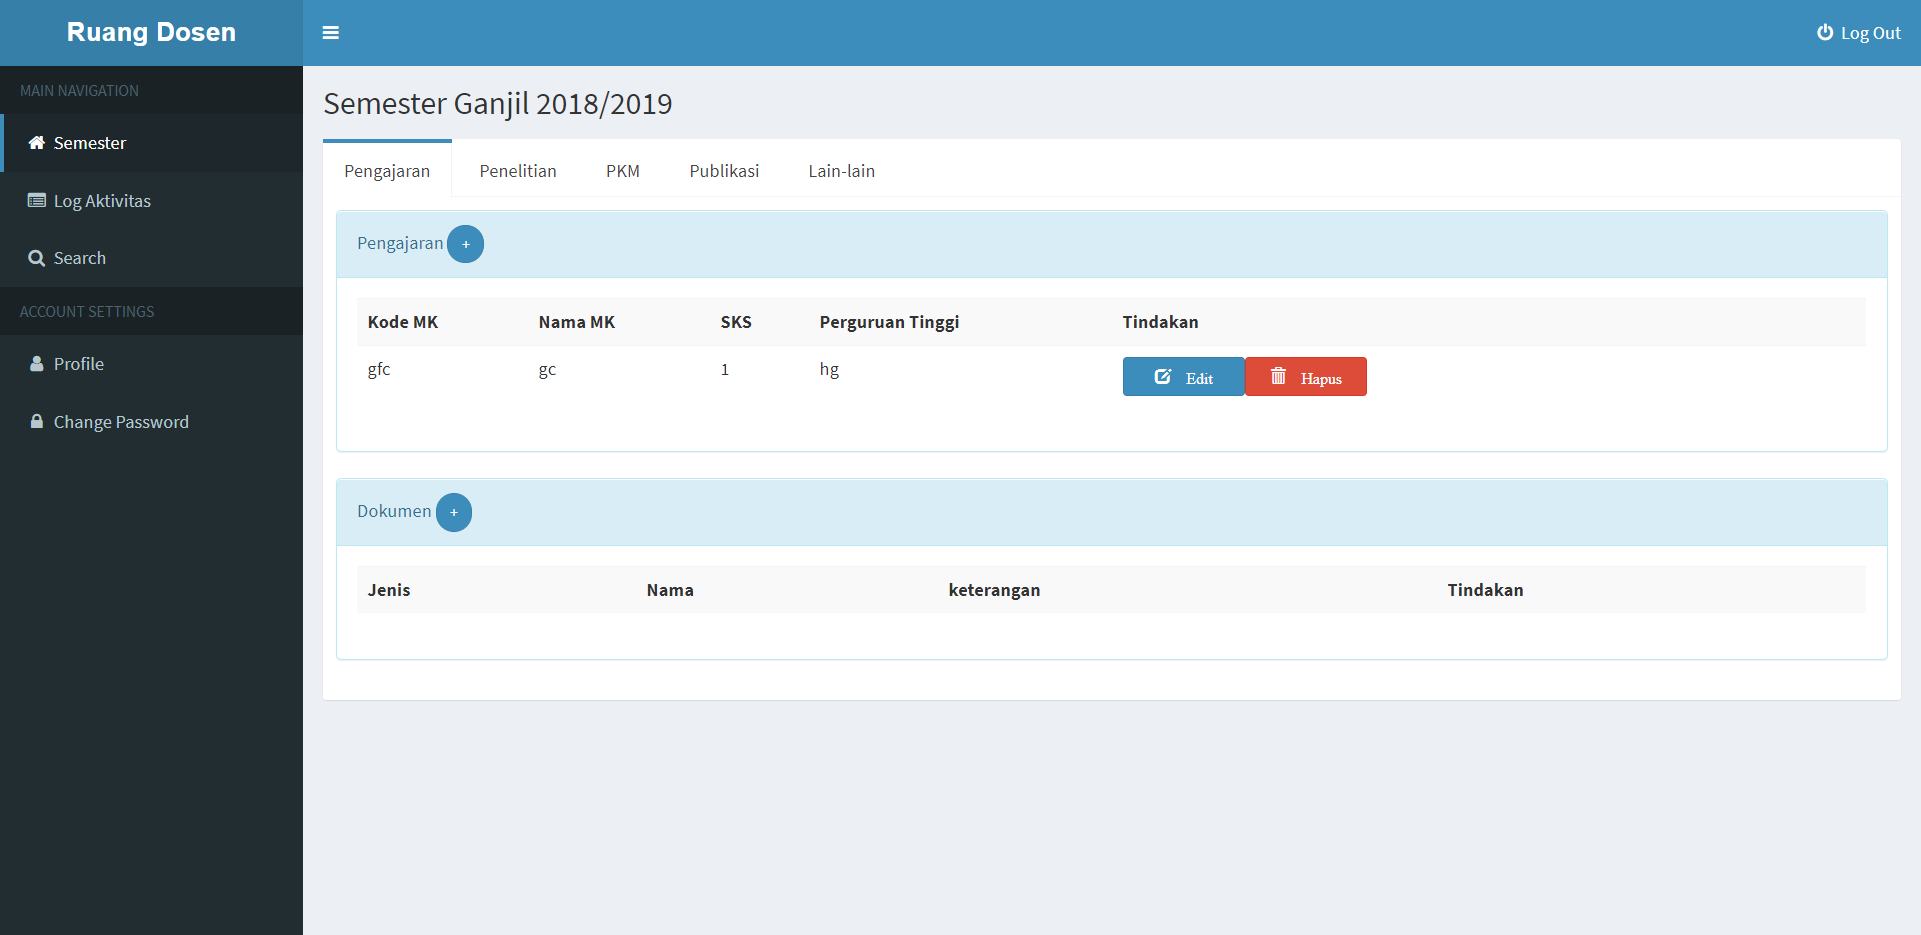 Ruang Dosen
Log Out
MAIN NAVIGATION
Semester
Log Aktivitas
Search
ACCOUNT SETTINGS
Profile
Change Password
Semester Ganjil 2018/2019
Pengajaran Penelitian PKM Publikasi Lain-lain
Pengajaran +
Kode MK Nama MK SKS Perguruan Tinggi Tindakan
gfc gc 1 hg Edit Hapus
Dokumen +
Jenis Nama keterangan Tindakan